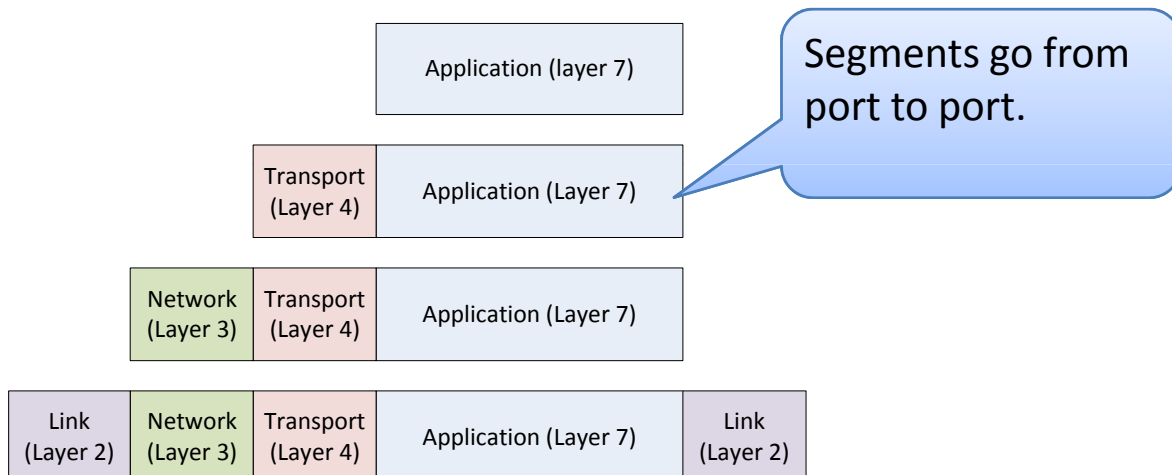 Application (layer 7)
Segments go from
port to port.
Transport
(Layer 4)
Application (Layer 7)
Network
(Layer 3)
Transport
(Layer 4)
Application (Layer 7)
Link
(Layer 2)
Network
(Layer 3)
Transport
(Layer 4)
Application (Layer 7)
Link
(Layer 2)